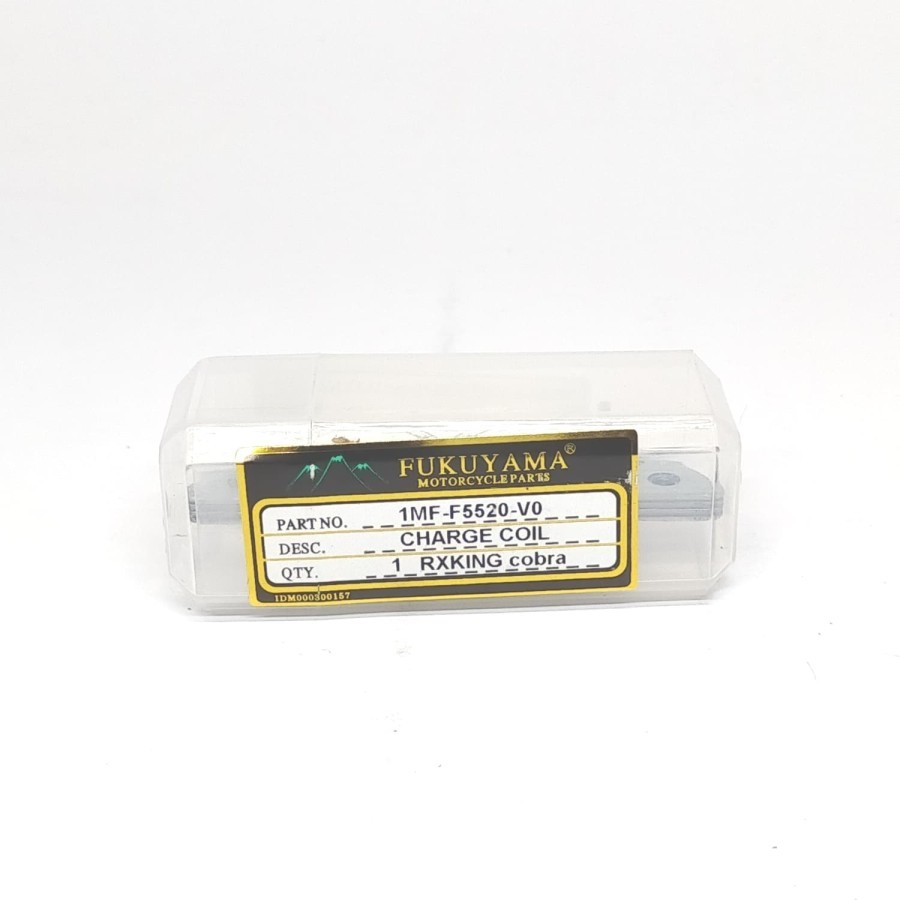 FUKUYAMA®
MOTORCYCLE PARTS
PART NO. 1MF-F5520-V0
DESC. CHARGE COIL
QTY. 1 RXKING cobra
IDM000300157